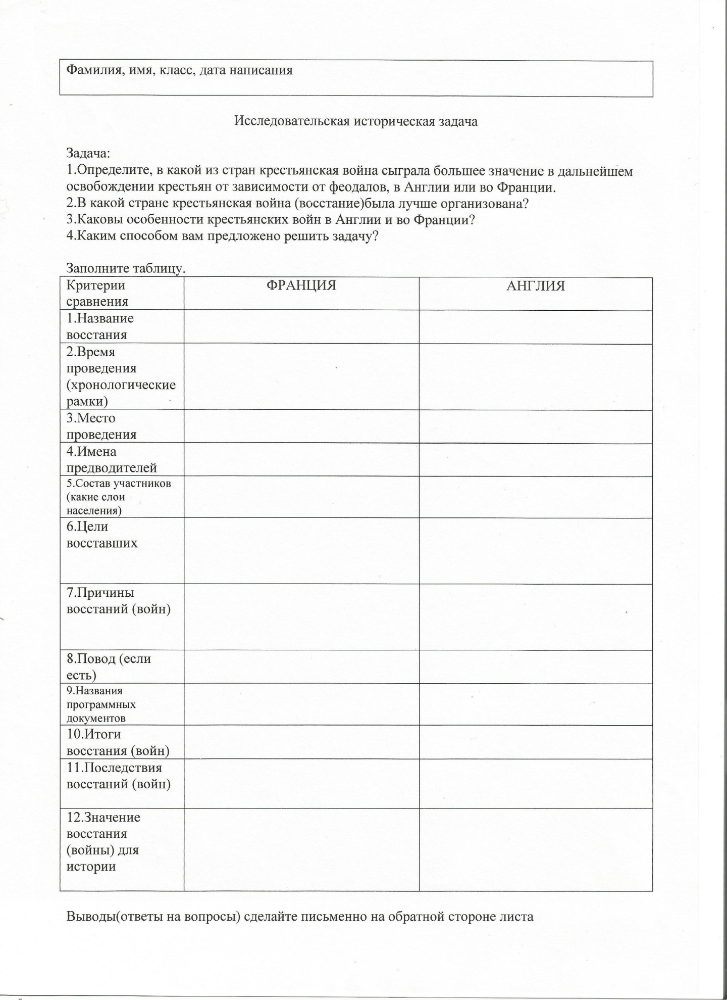 Фамилия, имя, класс, дата написания
Исследовательская историческая задача
Задача:
1.Определите, в какой из стран крестьянская война сыграла большее значение в дальнейшем
освобождении крестьян от зависимости от феодалов, в Англии или во Франции.
2.В какой стране крестьянская война (восстание)была лучше организована?
3.Каковы особенности крестьянских войн в Англии и во Франции?
4.Каким способом вам предложено решить задачу?
Заполните таблицу.
Критерии
сравнения
ФРАНЦИЯ
АНГЛИЯ
1.Название
восстания
2.Время
проведения
(хронологические
рамки)
3.Место
проведения
4.Имена
предводителей
5.Состав участников
(какие слои
населения)
6.Цели
восставших
7.Причины
восстаний (войн)
8.Повод (если
есть)
9.Названия
программных
документов
10.Итоги
восстания (войн)
11.Последствия
восстаний (войн)
12.Значение
восстания
(войны) для
истории
Выводы(ответы на вопросы) сделайте письменно на обратной стороне листа